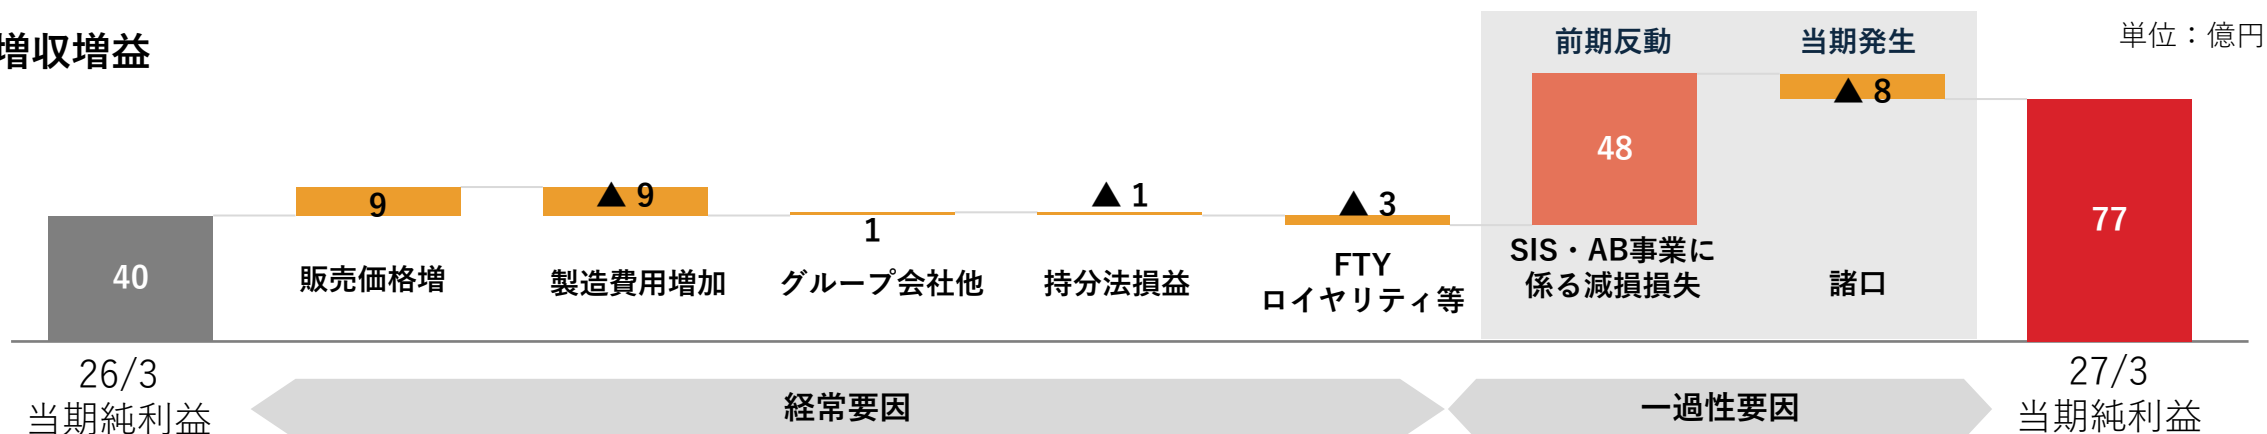 増収増益
単位：億円
前期反動
当期発生
40
9
▲ 9
1
▲ 1
▲ 3
48
▲ 8
77
販売価格増
製造費用増加
グループ会社他
持分法損益
FTY
ロイヤリティ等
SIS・AB事業に
係る減損損失
諸口
26/3
当期純利益
経常要因
一過性要因
27/3
当期純利益